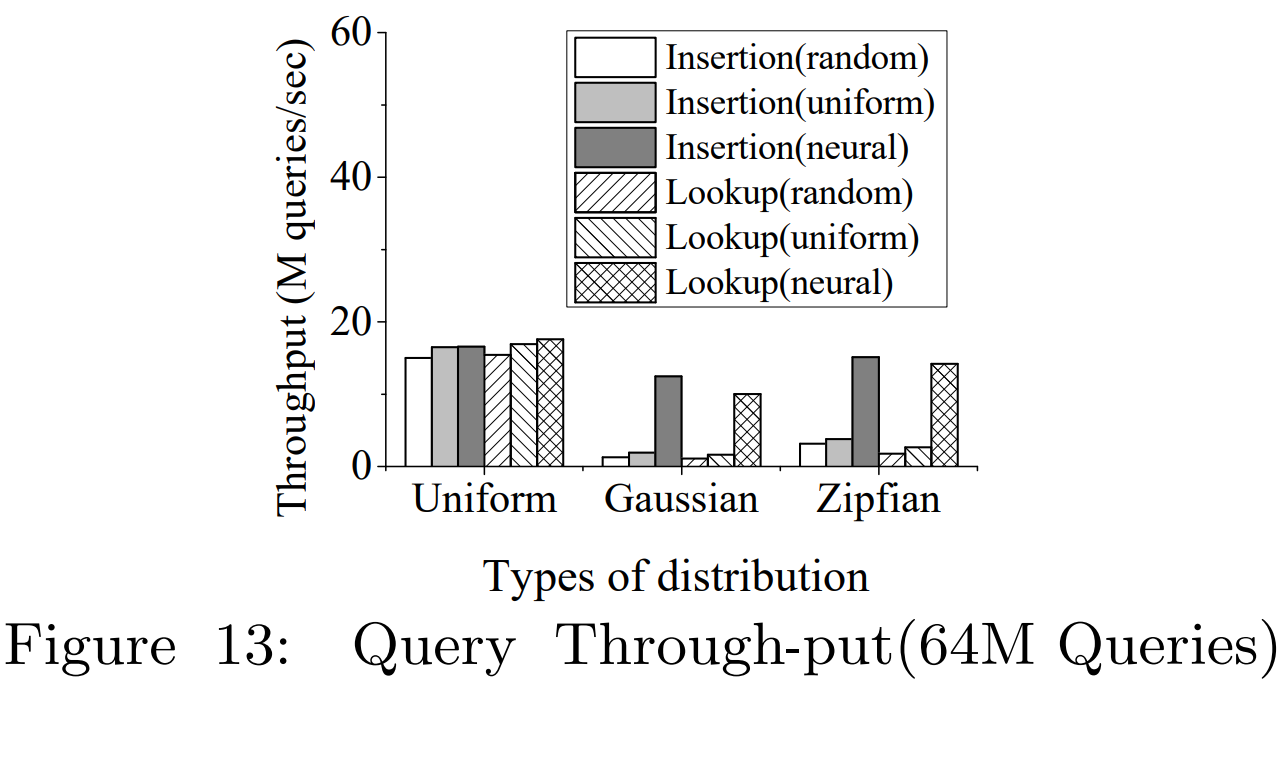 60
40
20
0
Throughput (M queries/sec)
Insertion(random)
Insertion(uniform)
Insertion(neural)
Lookup(random)
Lookup(uniform)
Lookup(neural)
Uniform
Gaussian
Zipfian
Types of distribution
Figure 13: Query Through-put(64M Queries)